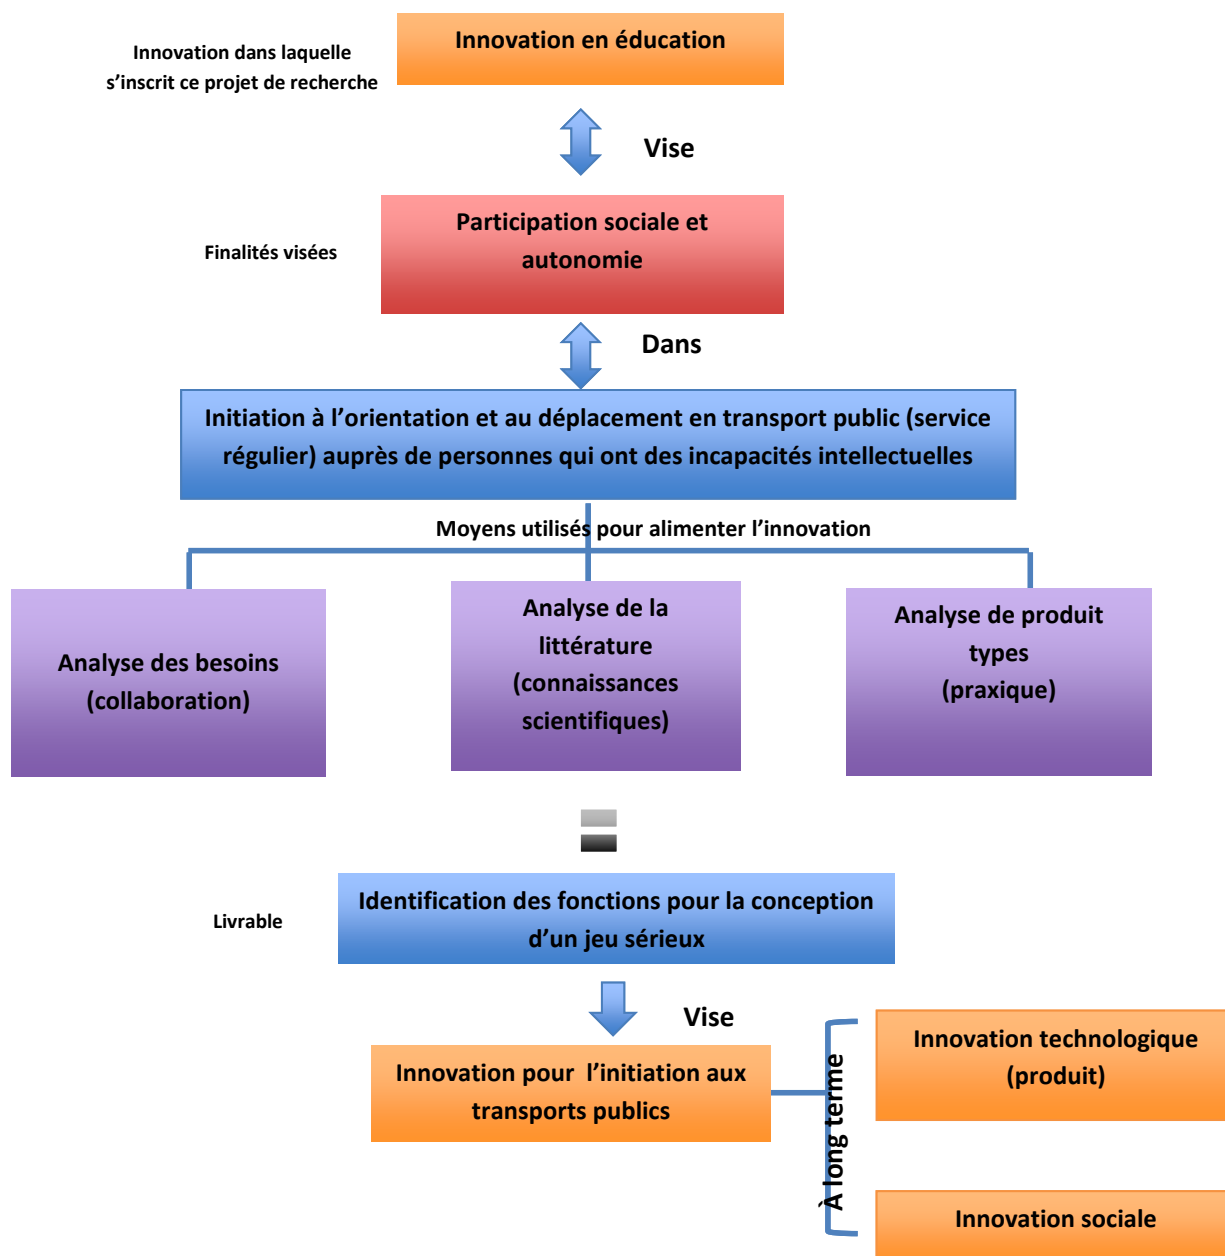 Innovation en éducation
Innovation dans laquelle
s’inscrit ce projet de recherche
Vise
Participation sociale et
autonomie
Finalités visées
Dans
Initiation à l’orientation et au déplacement en transport public (service
régulier) auprès de personnes qui ont des incapacités intellectuelles
Moyens utilisés pour alimenter l’innovation
Analyse des besoins
(collaboration)
Analyse de la
littérature
(connaissances
scientifiques)
Analyse de produit
types
(praxique)
Identification des fonctions pour la conception
d’un jeu sérieux
Livrable
Vise
Innovation pour l’initiation aux
transports publics
À long terme
Innovation technologique
(produit)
Innovation sociale